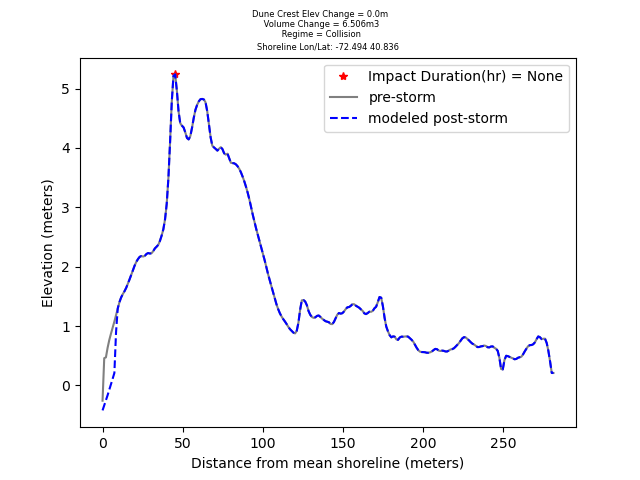 Dune Crest Elev Change = 0.0m
Volume Change = 6.506m3
Regime = Collision
Shoreline Lon/Lat: -72.494 40.836
Impact Duration(hr) = None
pre-storm
modeled post-storm
Elevation (meters)
5
4
3
2
1
0
0 50 100 150 200 250
Distance from mean shoreline (meters)